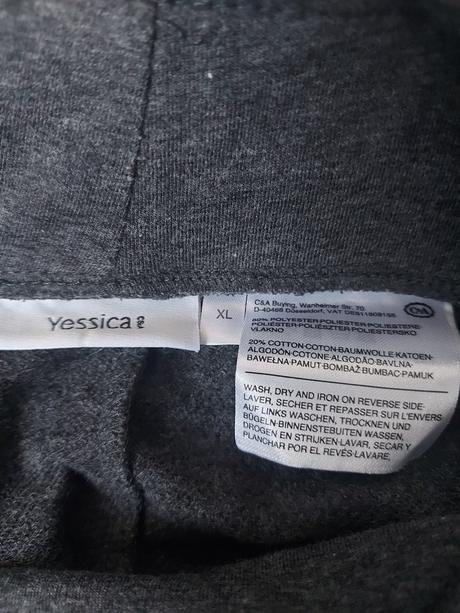 Yessica
XL
C&A Buying, Wanheimer Str. 70
D-40468 Düsseldorf, VAT DE811809155
C&A
80% POLYESTER-POLIESTER-POLIESTERE
POLIÉSTER-POLIÉSZTER-POLIESTERSKO
VLAKNO
20% COTTON-COTON-BAUMWOLLE-KATOEN-
ALGODÓN-COTONE-ALGODÃO-BAVLNA-
BAWEŁNA-PAMUT-BOMBAŽ-BUMBAC-PAMUK
WASH, DRY AND IRON ON REVERSE SIDE-
LAVER, SECHER ET REPASSER SUR L'ENVERS
AUF LINKS WASCHEN, TROCKNEN UND
BÜGELN-BINNENSTEBUITEN WASSEN,
DROGEN EN STRIJKEN-LAVAR, SECAR Y
PLANCHAR POR EL REVÉS-LAVARE,